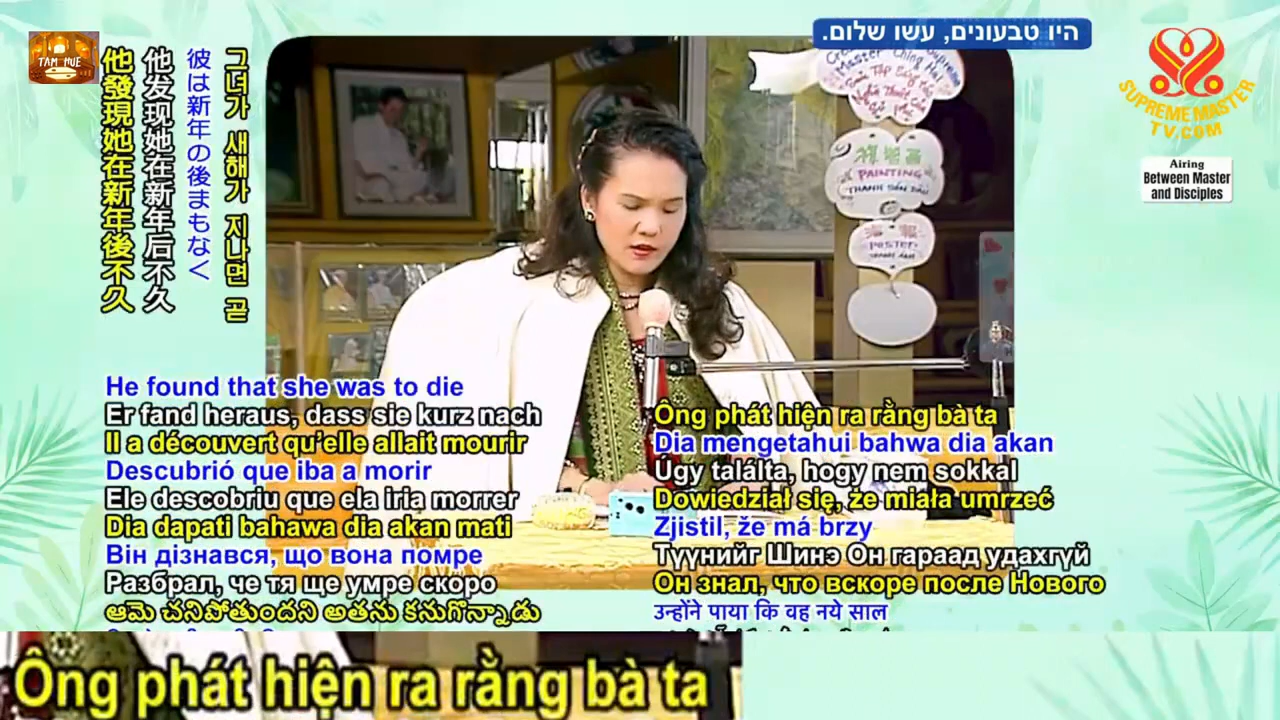 TAM HUE
היו טבעונים, עשו שלום.
SUPREME MASTER
TV.COM
Airing
Between Master
and Disciples
그녀가 새해가 지나면 곧
彼は新年の後まもなく
他发现她在新年后不久
他發現她在新年後不久
PAINTING
POSTER
He found that she was to die
Er fand heraus, dass sie kurz nach
Il a découvert qu’elle allait mourir
Descubrió que iba a morir
Ele descobriu que ela iria morrer
Dia dapati bahawa dia akan mati
Він дізнався, що вона помре
Разбрал, че тя ще умре скоро
ఆమె చనిపోతుందని అతను కనుగొన్నాడు
Ông phát hiện ra rằng bà ta
Dia mengetahui bahwa dia akan
Úgy találta, hogy nem sokkal
Dowiedział się, że miała umrzeć
Zjistil, že má brzy
Түүнийг Шинэ Он гараад удахгүй
Он знал, что вскоре после Нового
उन्होंने पाया कि वह नये साल
Ông phát hiện ra rằng bà ta